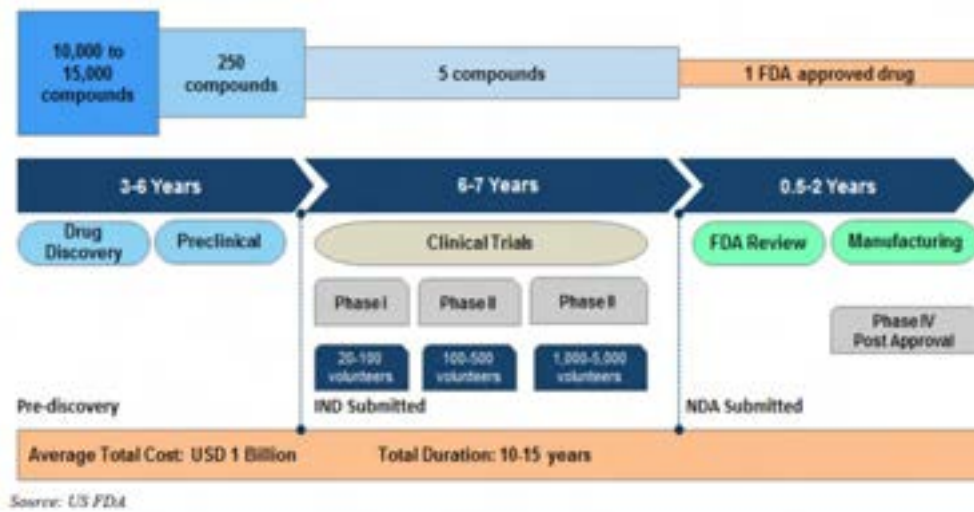 10,000 to
15,000
compounds
250
compounds
5 compounds
1 FDA approved drug
3-6 Years
6-7 Years
0.5-2 Years
Drug
Discovery
Preclinical
Clinical Trials
FDA Review
Manufacturing
Phase I
Phase II
Phase II
Phase IV
Post Approval
20-100
volunteers
100-500
volunteers
1,000-5,000
volunteers
Pre-discovery
IND Submitted
NDA Submitted
Average Total Cost: USD 1 Billion
Total Duration: 10-15 years
Source: US FDA